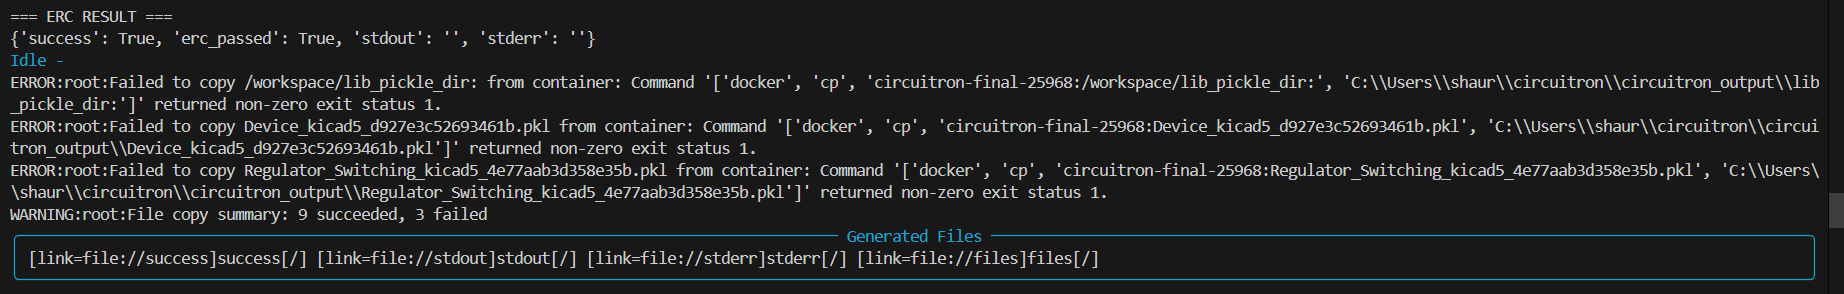 === ERC RESULT ===
{'success': True, 'erc_passed': True, 'stdout': '', 'stderr': ''}
Idle -
ERROR:root:Failed to copy /workspace/lib_pickle_dir: from container: Command '['docker', 'cp', 'circuitron-final-25968:/workspace/lib_pickle_dir:', 'C:\\Users\\shaur\\circuitron\\circuitron_output\\lib
_pickle_dir:']' returned non-zero exit status 1.
ERROR:root:Failed to copy Device_kicad5_d927e3c52693461b.pkl from container: Command '['docker', 'cp', 'circuitron-final-25968:Device_kicad5_d927e3c52693461b.pkl', 'C:\\Users\\shaur\\circuitron\\circui
tron_output\\Device_kicad5_d927e3c52693461b.pkl']' returned non-zero exit status 1.
ERROR:root:Failed to copy Regulator_Switching_kicad5_4e77aab3d358e35b.pkl from container: Command '['docker', 'cp', 'circuitron-final-25968:Regulator_Switching_kicad5_4e77aab3d358e35b.pkl', 'C:\\Users\
\shaur\\circuitron\\circuitron_output\\Regulator_Switching_kicad5_4e77aab3d358e35b.pkl']' returned non-zero exit status 1.
WARNING:root:File copy summary: 9 succeeded, 3 failed
Generated Files
[link=file://success]success[/] [link=file://stdout]stdout[/] [link=file://stderr]stderr[/] [link=file://files]files[/]